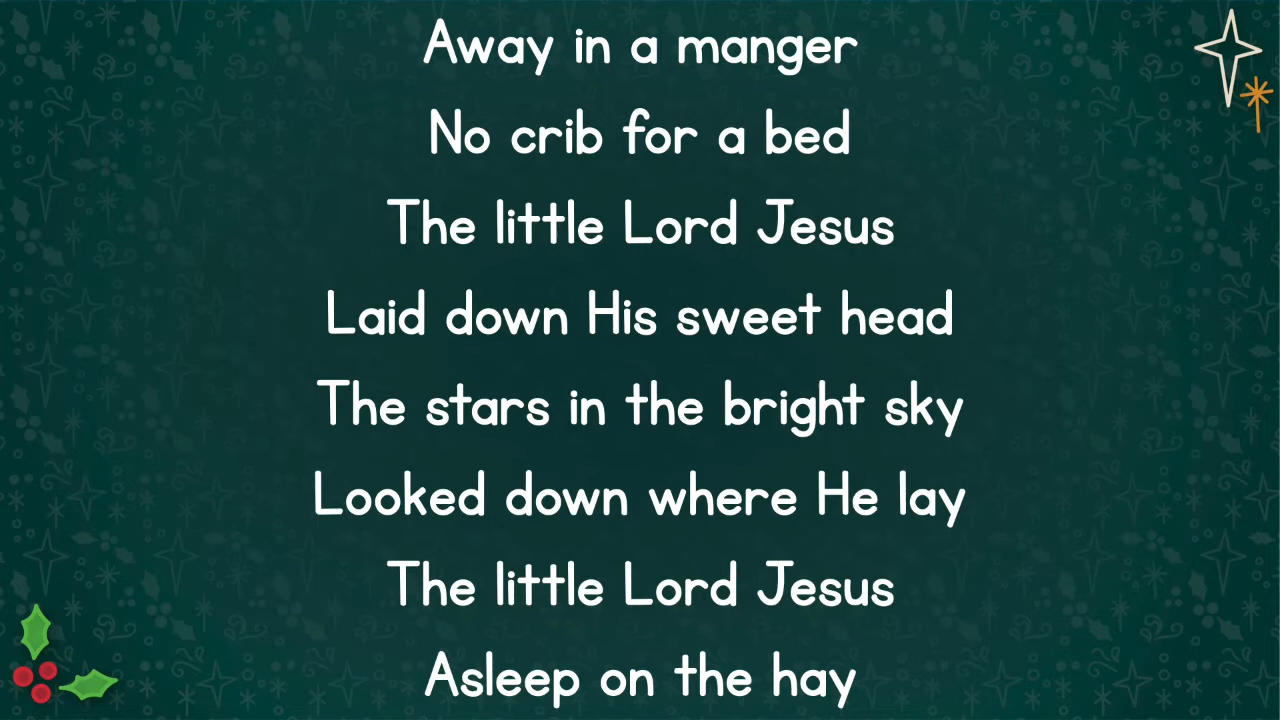 Away in a manger
No crib for a bed
The little Lord Jesus
Laid down His sweet head
The stars in the bright sky
Looked down where He lay
The little Lord Jesus
Asleep on the hay